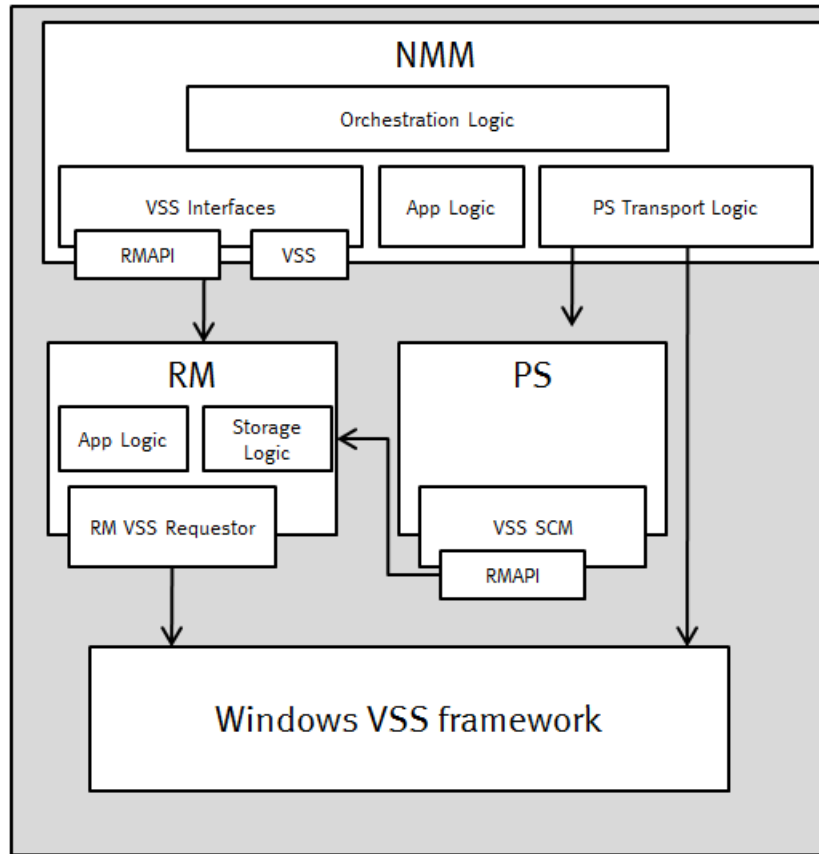 NMM
Orchestration Logic
VSS Interfaces
App Logic
PS Transport Logic
RMAPI
VSS
RM
App Logic
Storage
Logic
RM VSS Requestor
PS
VSS SCM
RMAPI
Windows VSS framework